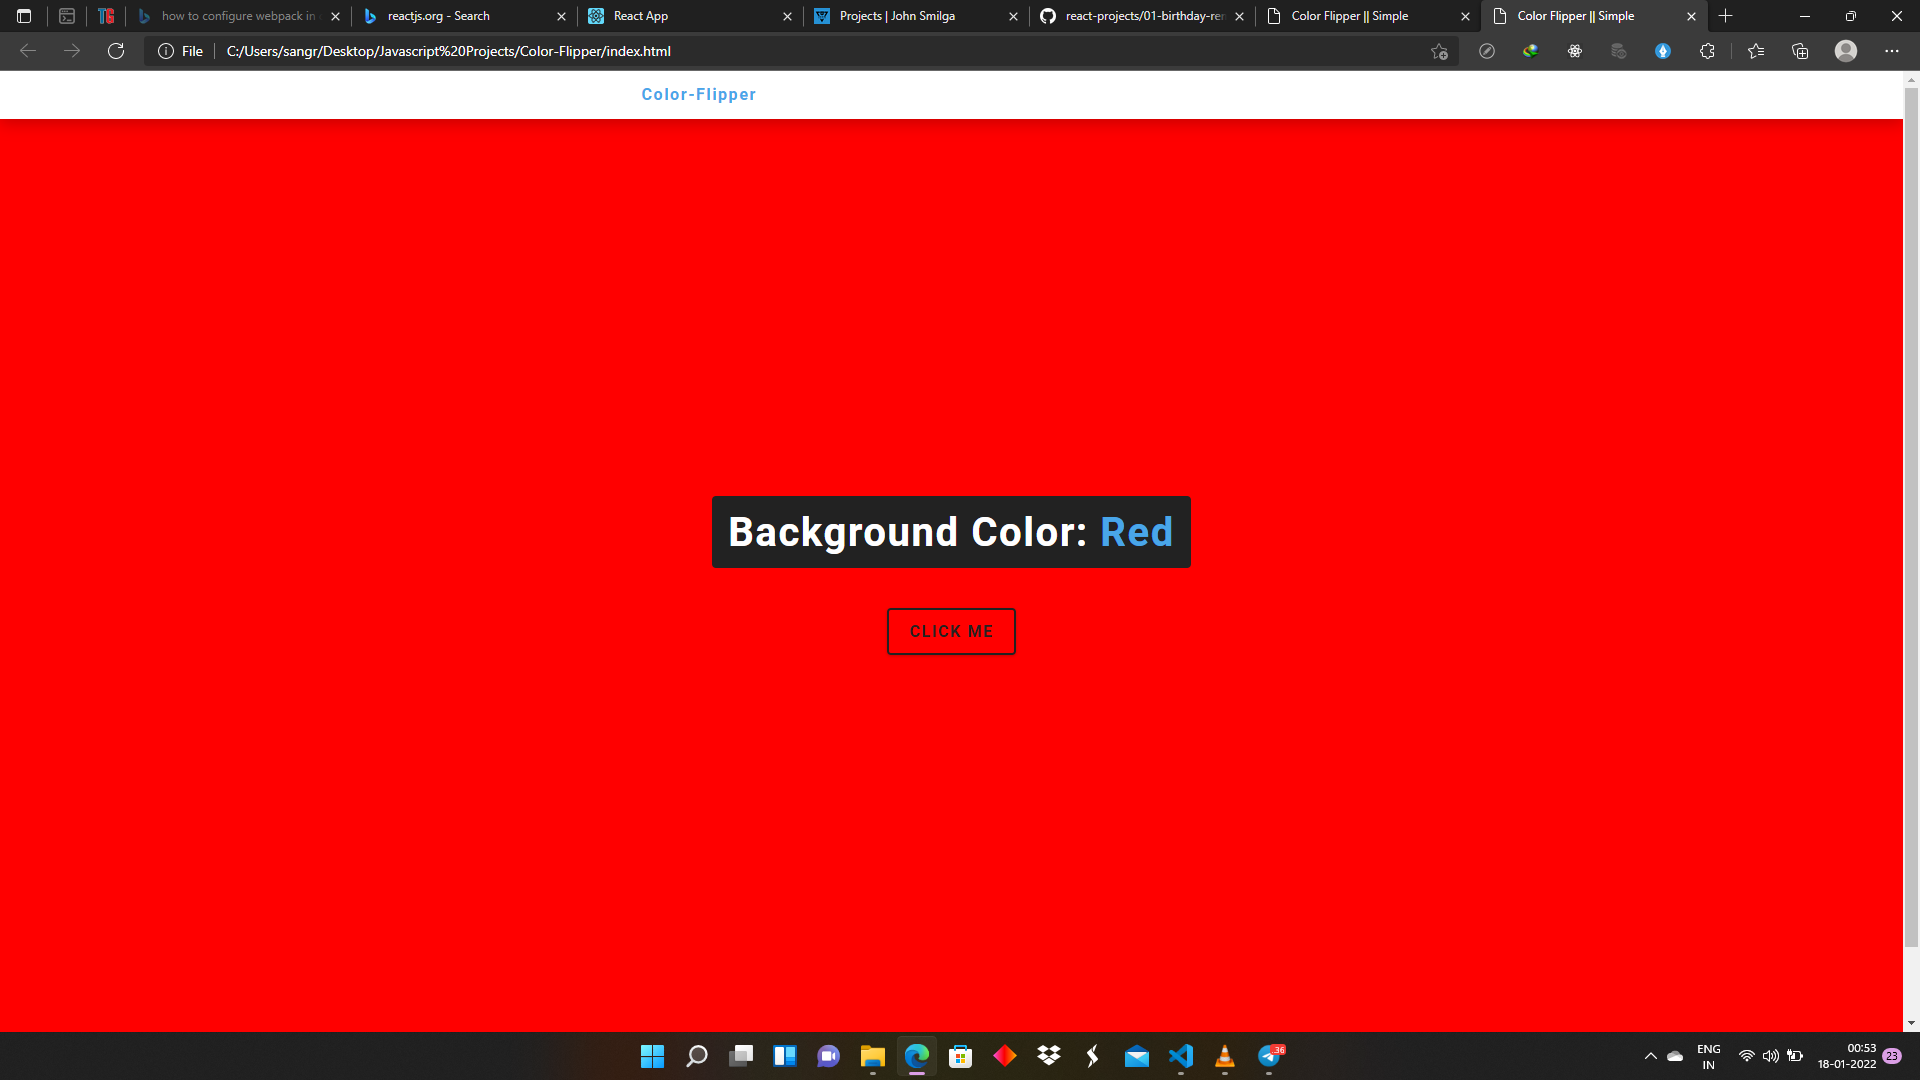 how to configure webpack in
reactjs.org - Search
React App
Projects | John Smilga
react-projects/01-birthday-re
Color Flipper || Simple
Color Flipper || Simple
File
C:/Users/sangr/Desktop/Javascript%20Projects/Color-Flipper/index.html
Color-Flipper
Background Color: Red
CLICK ME
36
ENG
IN
00:53
18-01-2022
23